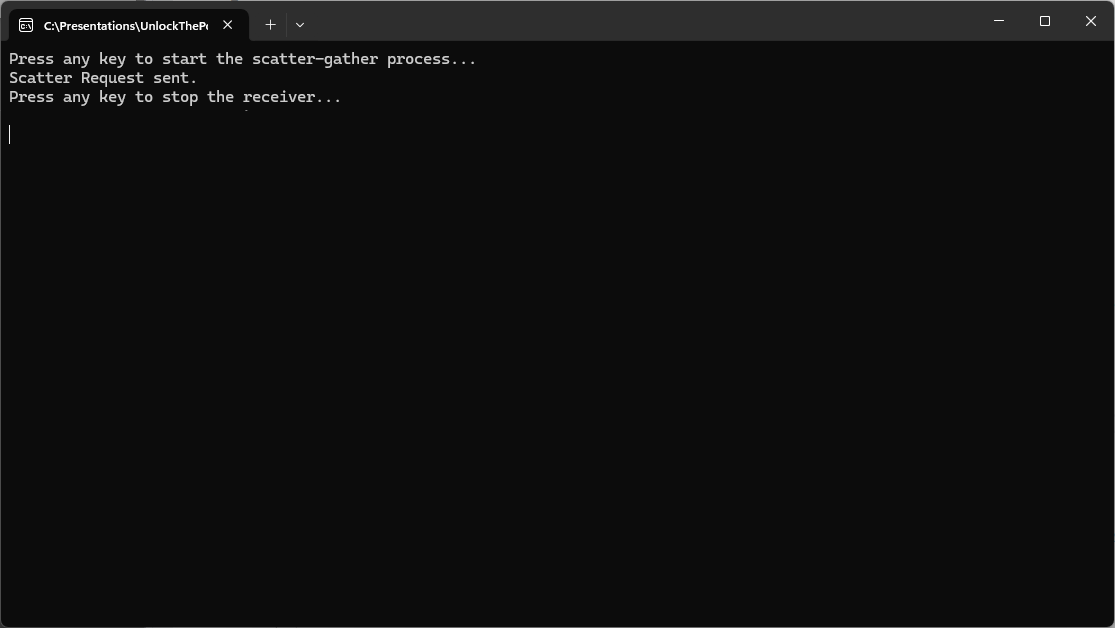 C:\Presentations\UnlockThePo
Press any key to start the scatter-gather process...
Scatter Request sent.
Press any key to stop the receiver...